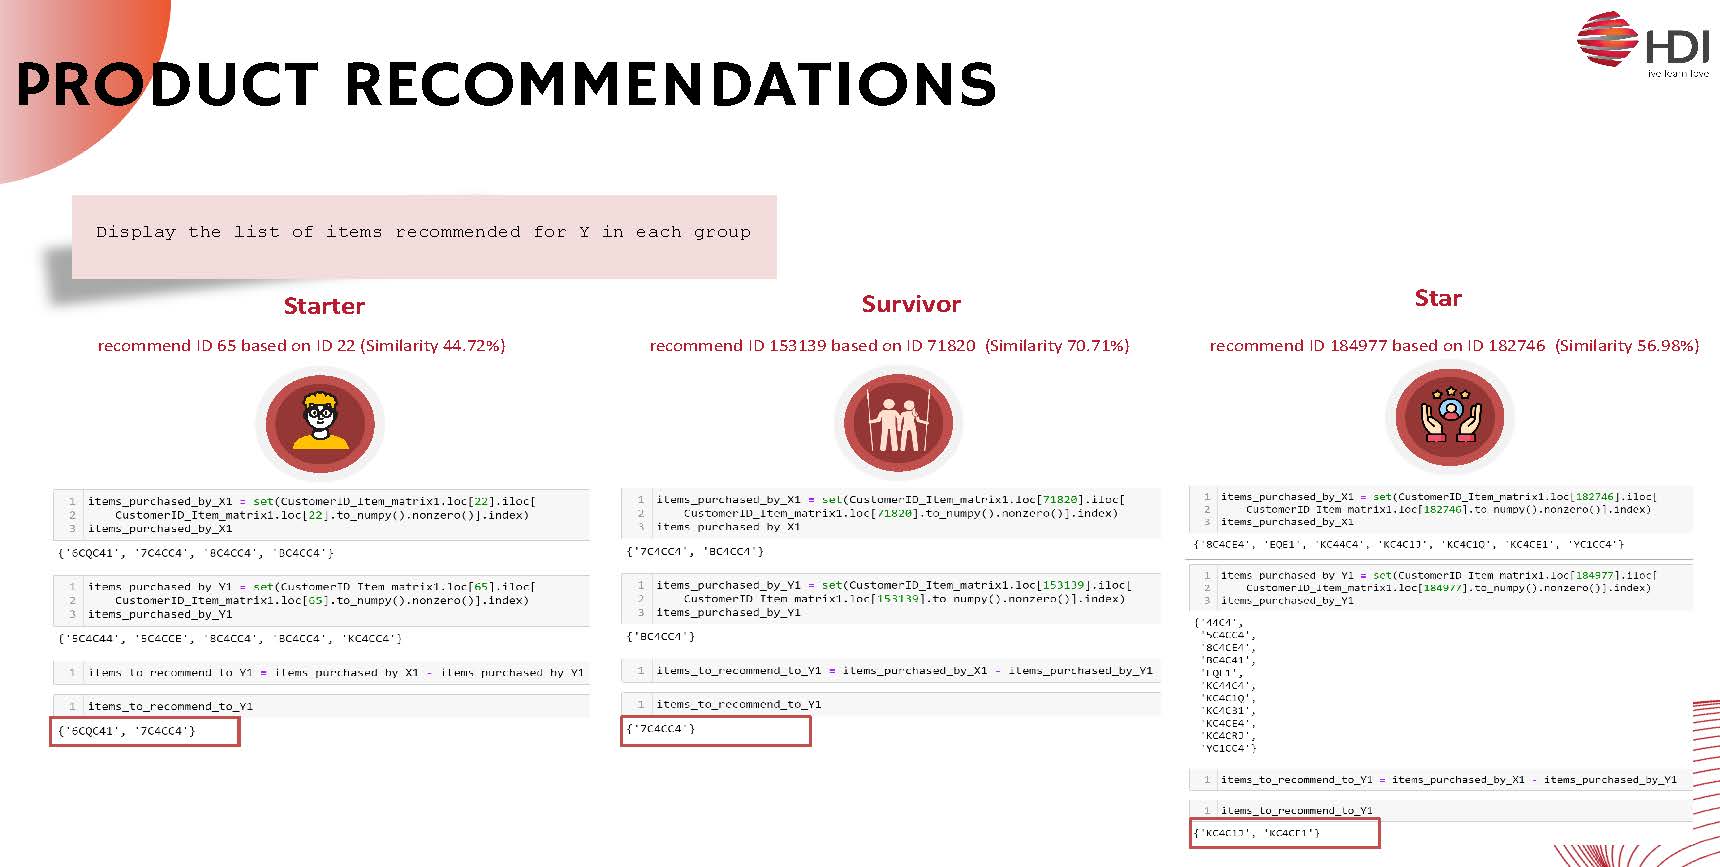 HDI
live learn love
PRODUCT RECOMMENDATIONS
Display the list of items recommended for Y in each group
Starter
recommend ID 65 based on ID 22 (Similarity 44.72%)
1 items_purchased_by_X1 = set(CustomerID_Item_matrix1.loc[22].iloc[
2 CustomerID_Item_matrix1.loc[22].to_numpy().nonzero()].index)
3 items_purchased_by_X1
{'6CQC41', '7C4CC4', '8C4CC4', 'BC4CC4'}
1 items_purchased_by_Y1 = set(CustomerID_Item_matrix1.loc[65].iloc[
2 CustomerID_Item_matrix1.loc[65].to_numpy().nonzero()].index)
3 items_purchased_by_Y1
{'5C4C44', '5C4CCE', '8C4CC4', 'BC4CC4', 'KC4CC4'}
1 items_to_recommend_to_Y1 = items_purchased_by_X1 - items_purchased_by_Y1
1 items_to_recommend_to_Y1
{'6CQC41', '7C4CC4'}
Survivor
recommend ID 153139 based on ID 71820 (Similarity 70.71%)
1 items_purchased_by_X1 = set(CustomerID_Item_matrix1.loc[71820].iloc[
2 CustomerID_Item_matrix1.loc[71820].to_numpy().nonzero()].index)
3 items_purchased_by_X1
{'7C4CC4', 'BC4CC4'}
1 items_purchased_by_Y1 = set(CustomerID_Item_matrix1.loc[153139].iloc[
2 CustomerID_Item_matrix1.loc[153139].to_numpy().nonzero()].index)
3 items_purchased_by_Y1
{'BC4CC4'}
1 items_to_recommend_to_Y1 = items_purchased_by_X1 - items_purchased_by_Y1
1 items_to_recommend_to_Y1
{'7C4CC4'}
Star
recommend ID 184977 based on ID 182746 (Similarity 56.98%)
1 items_purchased_by_X1 = set(CustomerID_Item_matrix1.loc[182746].iloc[
2 CustomerID_Item_matrix1.loc[182746].to_numpy().nonzero()].index)
3 items_purchased_by_X1
{'8C4CE4', 'EQE1', 'KC44C4', 'KC4C1J', 'KC4C1Q', 'KC4CE1', 'YC1CC4'}
1 items_purchased_by_Y1 = set(CustomerID_Item_matrix1.loc[184977].iloc[
2 CustomerID_Item_matrix1.loc[184977].to_numpy().nonzero()].index)
3 items_purchased_by_Y1
{'44C4',
'5C4CC4',
'8C4CE4',
'BC4C41',
'EQE1',
'KC44C4',
'KC4C1Q',
'KC4C31',
'KC4CE4',
'KC4CRJ',
'YC1CC4'}
1 items_to_recommend_to_Y1 = items_purchased_by_X1 - items_purchased_by_Y1
1 items_to_recommend_to_Y1
{'KC4C1J', 'KC4CE1'}